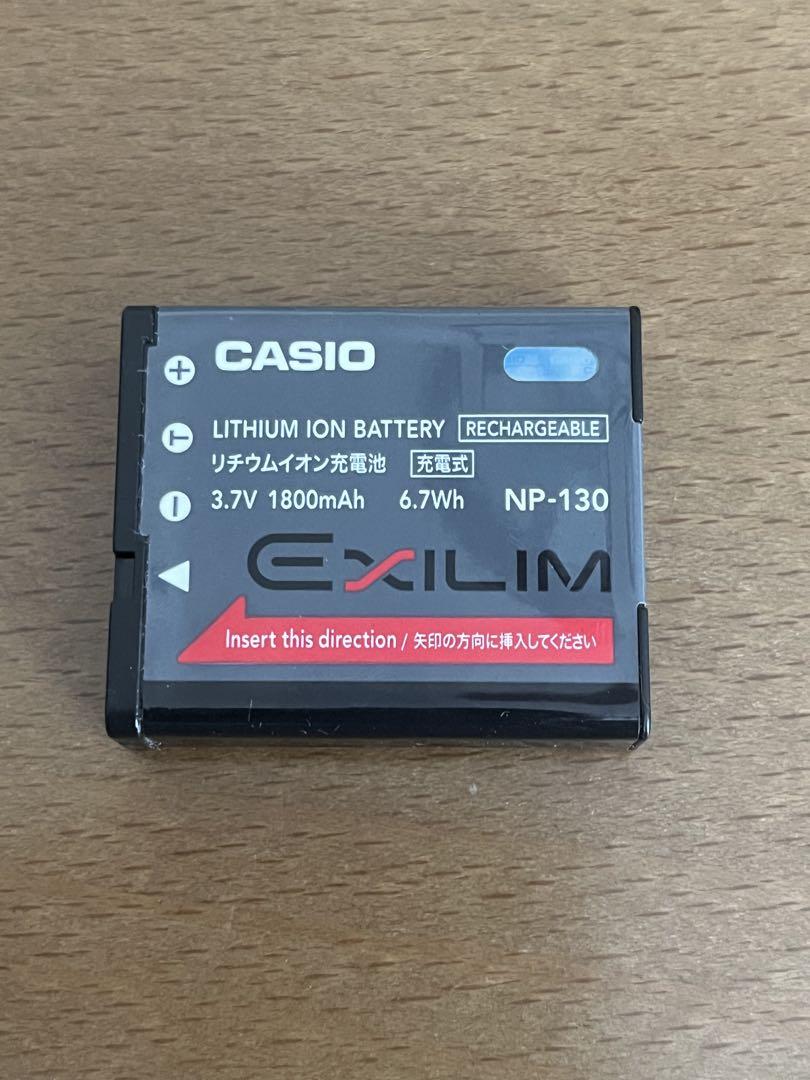 CASIO
+
LITHIUM ION BATTERY RECHARGEABLE
T
リチウムイオン充電池 充電式
3.7V 1800mAh 6.7Wh NP-130
−
EXILIM
Insert this direction / 矢印の方向に挿入してください